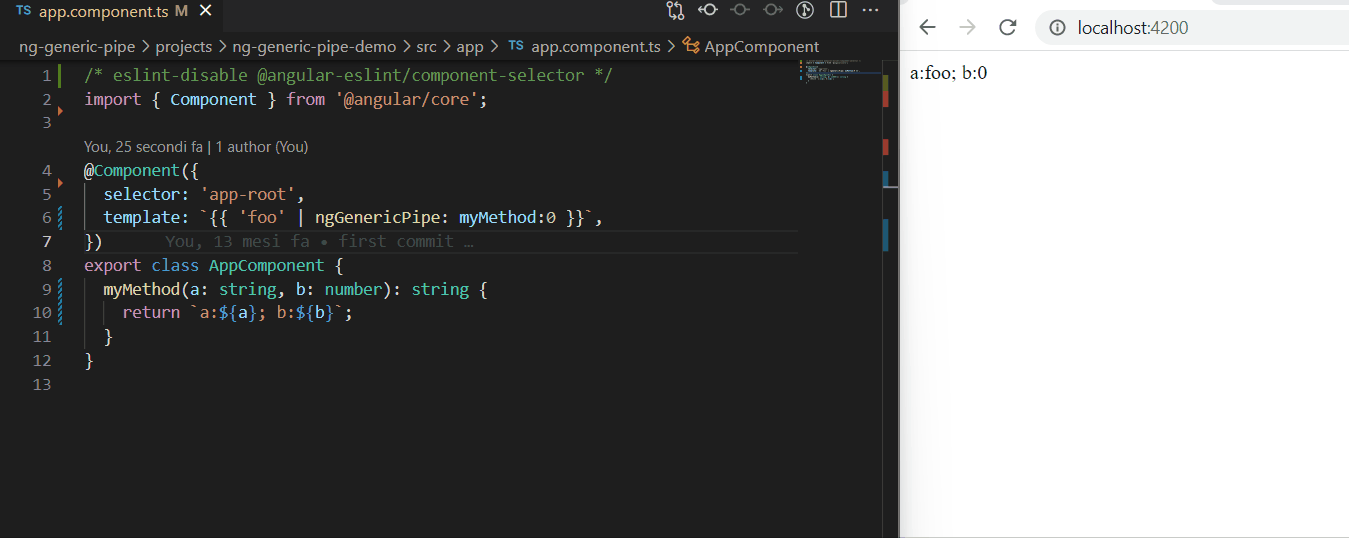 TS app.component.ts M
ng-generic-pipe > projects > ng-generic-pipe-demo > src > app > TS app.component.ts > AppComponent
1 /* eslint-disable @angular-eslint/component-selector */
2 import { Component } from '@angular/core';
3
You, 25 secondi fa | 1 author (You)
4 @Component({
5 selector: 'app-root',
6 template: `{{ 'foo' | ngGenericPipe: myMethod:0 }}`,
7 }) You, 13 mesi fa • first commit …
8 export class AppComponent {
9 myMethod(a: string, b: number): string {
10 return `a:${a}; b:${b}`;
11 }
12 }
13
localhost:4200
a:foo; b:0